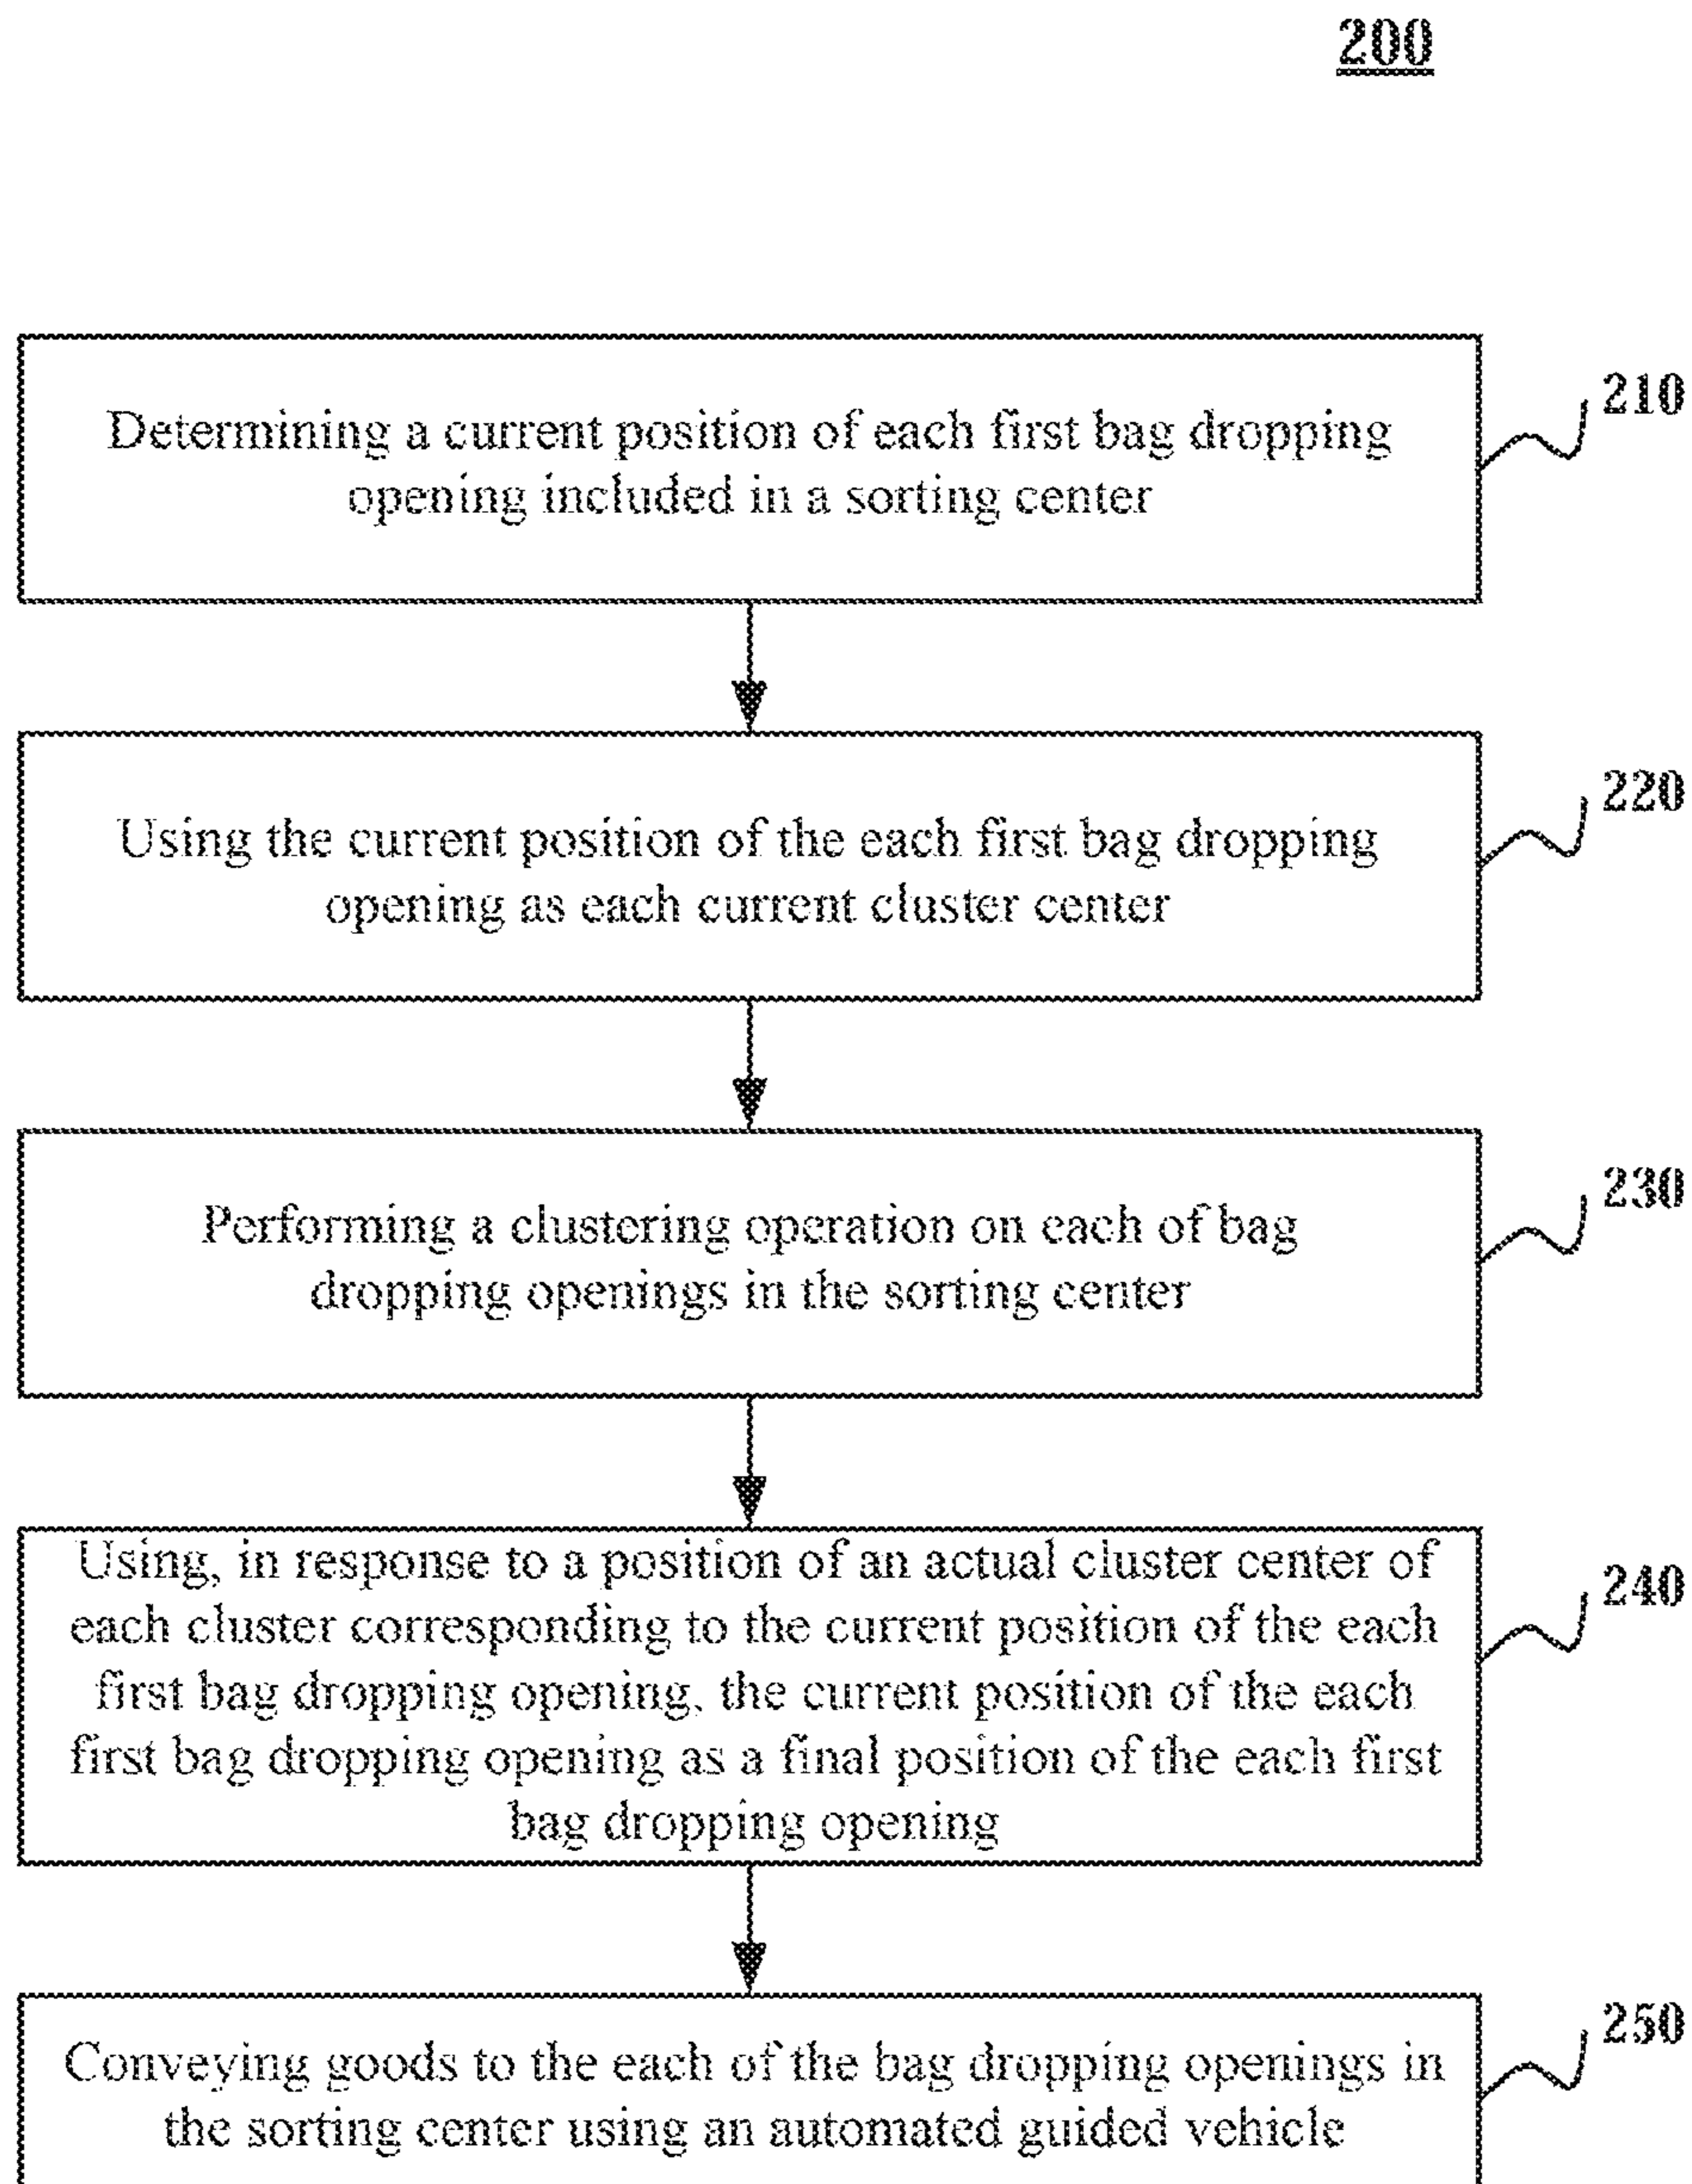 200
Determining a current position of each first bag dropping
opening included in a sorting center
210
Using the current position of the each first bag dropping
opening as each current cluster center
220
Performing a clustering operation on each of bag
dropping openings in the sorting center
230
Using, in response to a position of an actual cluster center of
each cluster corresponding to the current position of the each
first bag dropping opening, the current position of the each
first bag dropping opening as a final position of the each first
bag dropping opening
240
Conveying goods to the each of the bag dropping openings in
the sorting center using an automated guided vehicle
250